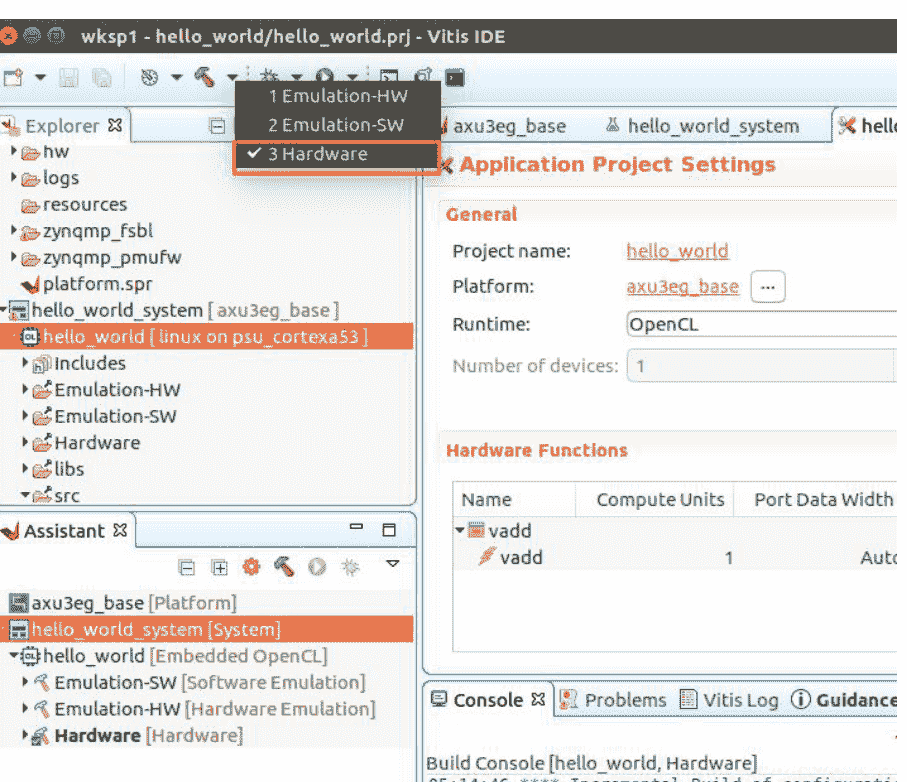 wksp1 - hello_world/hello_world.prj - Vitis IDE
1 Emulation-HW
2 Emulation-SW
3 Hardware
Explorer
hw
logs
resources
zynqmp_fsbl
zynqmp_pmufw
platform.spr
hello_world_system [ axu3eg_base ]
hello_world [ linux on psu_cortexa53 ]
Includes
Emulation-HW
Emulation-SW
Hardware
libs
src
Assistant
axu3eg_base [Platform]
hello_world_system [System]
hello_world [Embedded OpenCL]
Emulation-SW [Software Emulation]
Emulation-HW [Hardware Emulation]
Hardware [Hardware]
axu3eg_base hello_world_system hello
Application Project Settings
General
Project name: hello_world
Platform: axu3eg_base ...
Runtime: OpenCL
Number of devices: 1
Hardware Functions
Name Compute Units Port Data Width
vadd
vadd 1 Auto
Console Problems Vitis Log Guidance
Build Console [hello_world, Hardware]